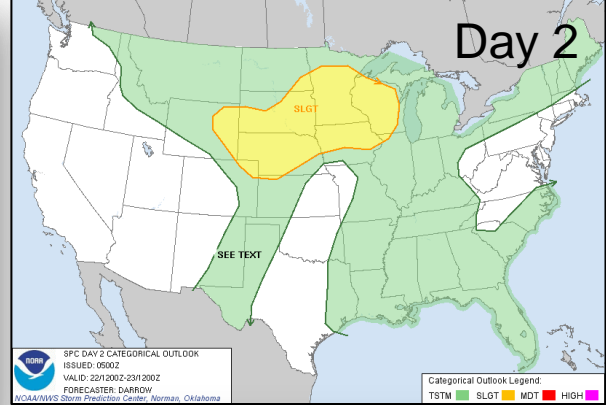 Day 2
SLGT
SEE TEXT
NOAA
SPC DAY 2 CATEGORICAL OUTLOOK
ISSUED: 0500Z
VALID: 22/1200Z-23/1200Z
FORECASTER: DARROW
NOAA/NWS Storm Prediction Center, Norman, Oklahoma
Categorical Outlook Legend:
TSTM SLGT MDT HIGH